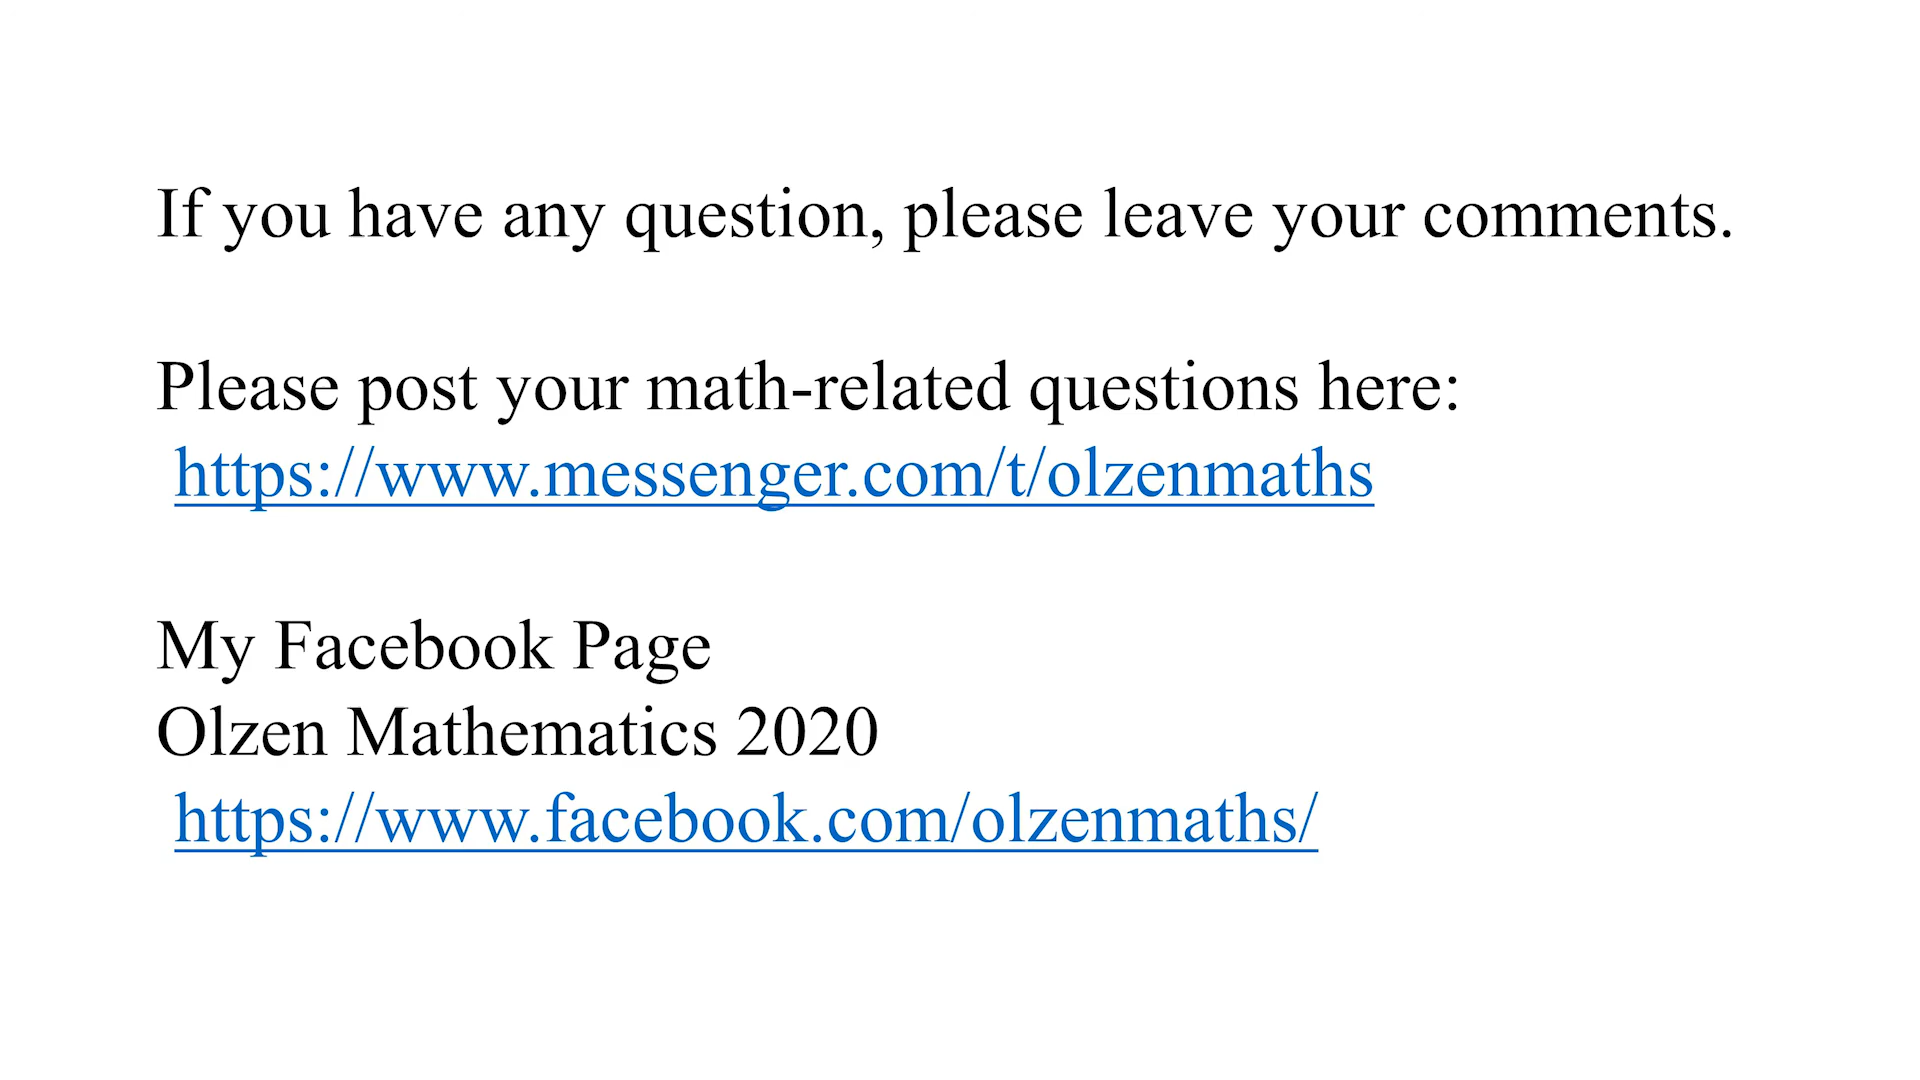 If you have any question, please leave your comments.
Please post your math-related questions here:
https://www.messenger.com/t/olzenmaths
My Facebook Page
Olzen Mathematics 2020
https://www.facebook.com/olzenmaths/